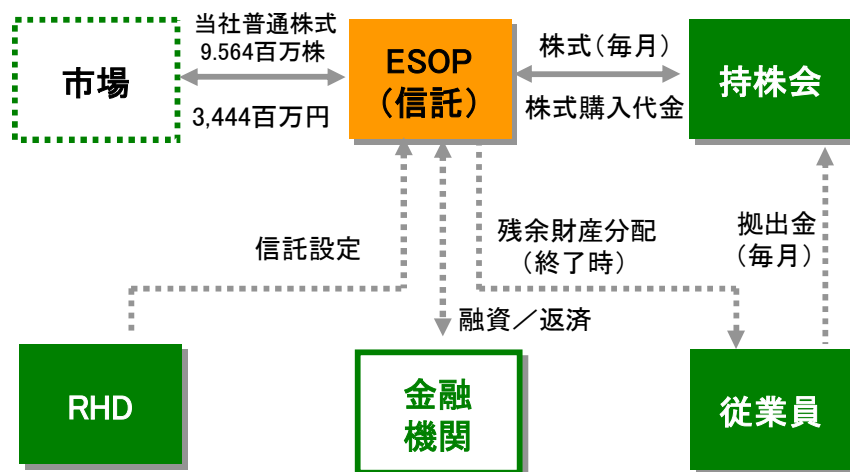 当社普通株式
9.564百万株
市場
3,444百万円
ESOP
(信託)
株式(毎月)
株式購入代金
持株会
信託設定
残余財産分配
(終了時)
拠出金
(毎月)
融資/返済
RHD
金融
機関
従業員